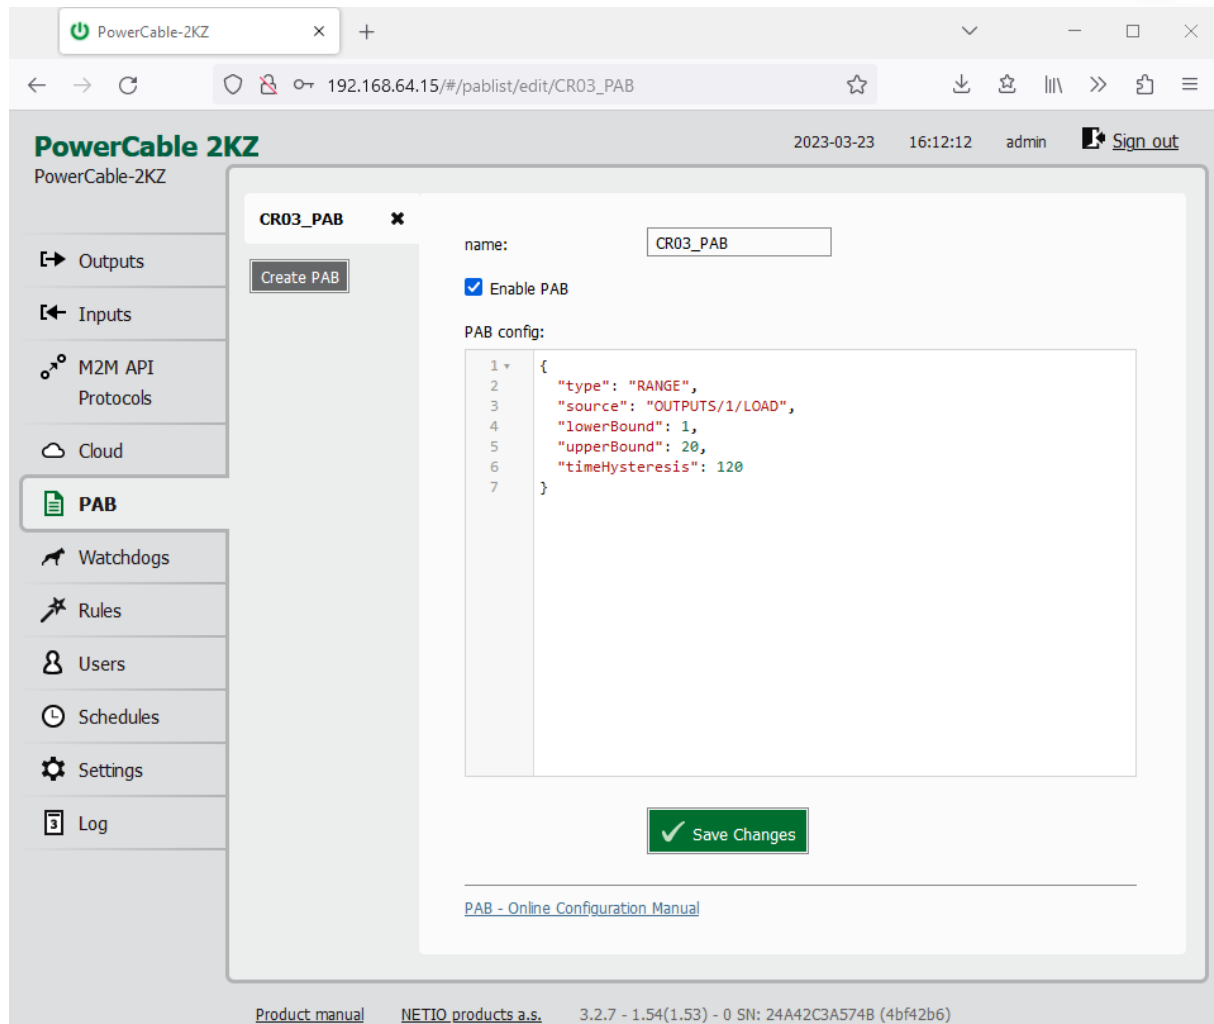 PowerCable-2KZ
192.168.64.15/#/pablist/edit/CR03_PAB
PowerCable 2KZ
2023-03-23 16:12:12 admin Sign out
PowerCable-2KZ
Outputs
Inputs
M2M API
Protocols
Cloud
PAB
Watchdogs
Rules
Users
Schedules
Settings
3 Log
CR03_PAB
Create PAB
name: CR03_PAB
Enable PAB
PAB config:
1 {
2 "type": "RANGE",
3 "source": "OUTPUTS/1/LOAD",
4 "lowerBound": 1,
5 "upperBound": 20,
6 "timeHysteresis": 120
7 }
Save Changes
PAB - Online Configuration Manual
Product manual NETIO products a.s. 3.2.7 - 1.54(1.53) - 0 SN: 24A42C3A574B (4bf42b6)